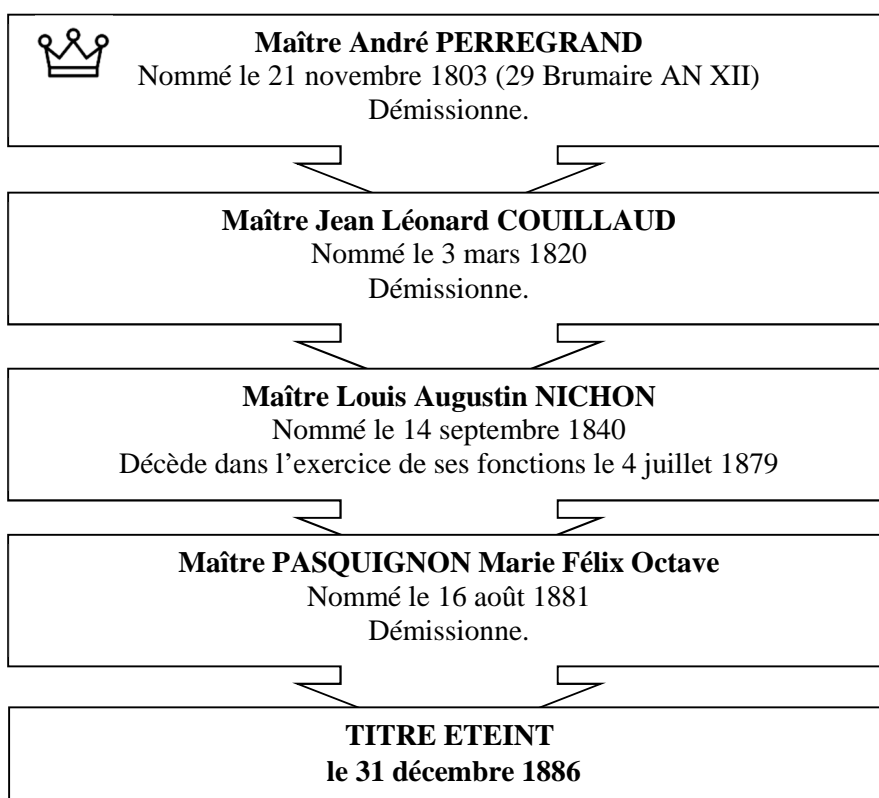 Maître André PERREGRAND
Nommé le 21 novembre 1803 (29 Brumaire AN XII)
Démissionne.
Maître Jean Léonard COUILLAUD
Nommé le 3 mars 1820
Démissionne.
Maître Louis Augustin NICHON
Nommé le 14 septembre 1840
Décède dans l’exercice de ses fonctions le 4 juillet 1879
Maître PASQUIGNON Marie Félix Octave
Nommé le 16 août 1881
Démissionne.
TITRE ETEINT
le 31 décembre 1886